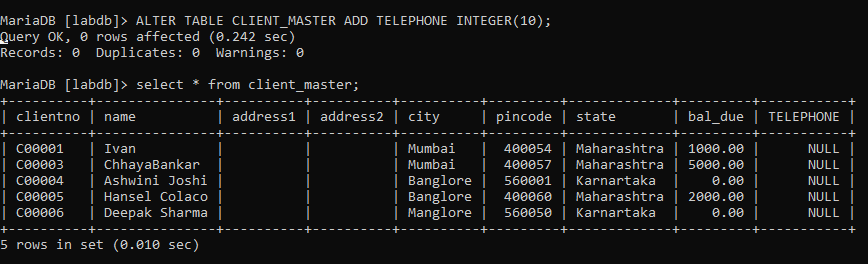 MariaDB [labdb]> ALTER TABLE CLIENT_MASTER ADD TELEPHONE INTEGER(10);
Query OK, 0 rows affected (0.242 sec)
Records: 0  Duplicates: 0  Warnings: 0

MariaDB [labdb]> select * from client_master;
+----------+---------------+----------+----------+----------+---------+-------------+---------+-----------+
| clientno | name          | address1 | address2 | city     | pincode | state       | bal_due | TELEPHONE |
+----------+---------------+----------+----------+----------+---------+-------------+---------+-----------+
| C00001   | Ivan          |          |          | Mumbai   |  400054 | Maharashtra | 1000.00 |      NULL |
| C00003   | ChhayaBankar  |          |          | Mumbai   |  400057 | Maharashtra | 5000.00 |      NULL |
| C00004   | Ashwini Joshi |          |          | Banglore |  560001 | Karnartaka  |    0.00 |      NULL |
| C00005   | Hansel Colaco |          |          | Banglore |  400060 | Maharashtra | 2000.00 |      NULL |
| C00006   | Deepak Sharma |          |          | Manglore |  560050 | Karnartaka  |    0.00 |      NULL |
+----------+---------------+----------+----------+----------+---------+-------------+---------+-----------+
5 rows in set (0.010 sec)